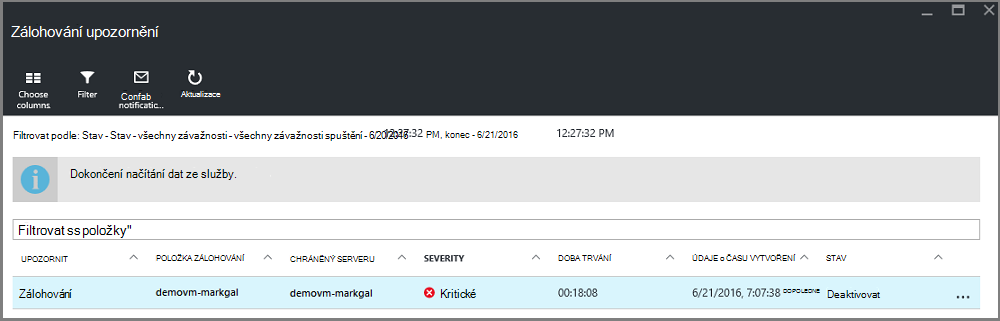 Zálohování upozornění
Choose columns
Filter
Confab notificatic...
Aktualizace
Filtrovat podle: Stav - Stav - všechny závažnosti - všechny závažnosti spuštění - 6/20/2016 12:27:32 PM, konec - 6/21/2016 12:27:32 PM
Dokončení načítání dat ze služby.
Filtrovat ss položky"
UPOZORNIT POLOŽKA ZÁLOHOVÁNÍ CHRÁNĚNÝ SERVERU SEVERITY DOBA TRVÁNÍ ÚDAJE o ČASU VYTVOŘENÍ STAV
Zálohování demovm-markgal demovm-markgal Kritické 00:18:08 6/21/2016, 7:07:38 DOPOLEDNE Deaktivovat ...